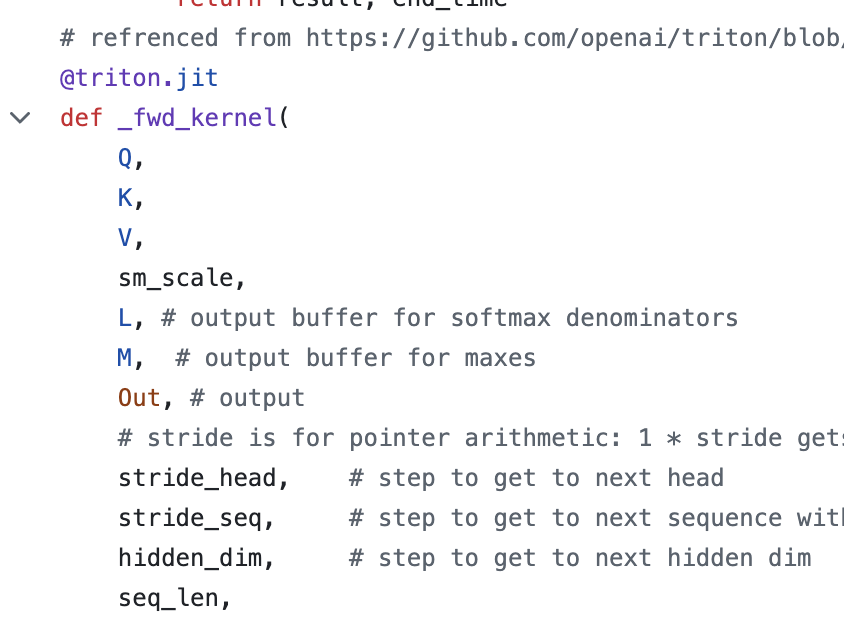 return result, end_time
# refrenced from https://github.com/openai/triton/blob/
@triton.jit
def _fwd_kernel(
Q,
K,
V,
sm_scale,
L, # output buffer for softmax denominators
M,  # output buffer for maxes
Out, # output
# stride is for pointer arithmetic: 1 * stride gets
stride_head,    # step to get to next head
stride_seq,     # step to get to next sequence with
hidden_dim,     # step to get to next hidden dim
seq_len,